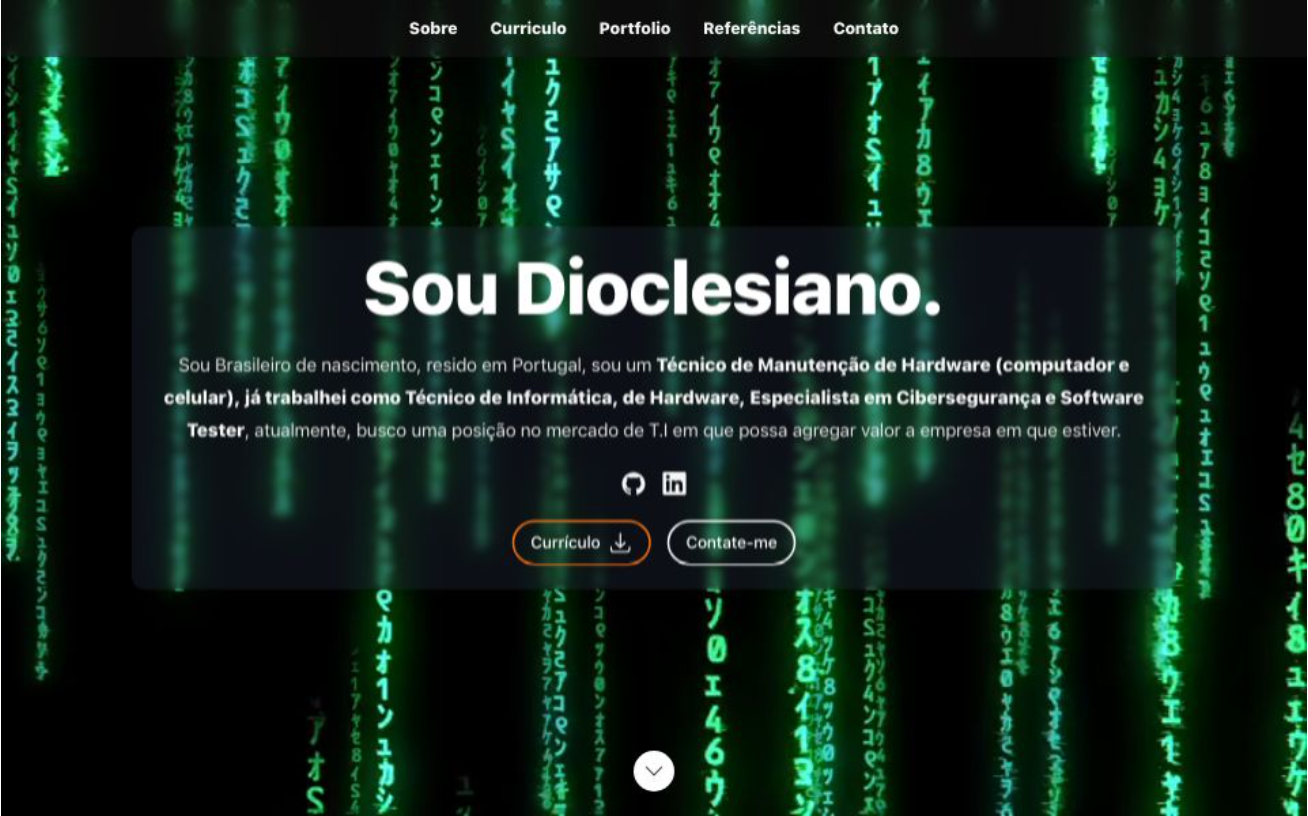 Sobre Curriculo Portfolio Referências Contato
Sou Dioclesiano.
Sou Brasileiro de nascimento, resido em Portugal, sou um Técnico de Manutenção de Hardware (computador e
celular), já trabalhei como Técnico de Informática, de Hardware, Especialista em Cibersegurança e Software
Tester, atualmente, busco uma posição no mercado de T.I em que possa agregar valor a empresa em que estiver.
in
Currículo
Contate-me